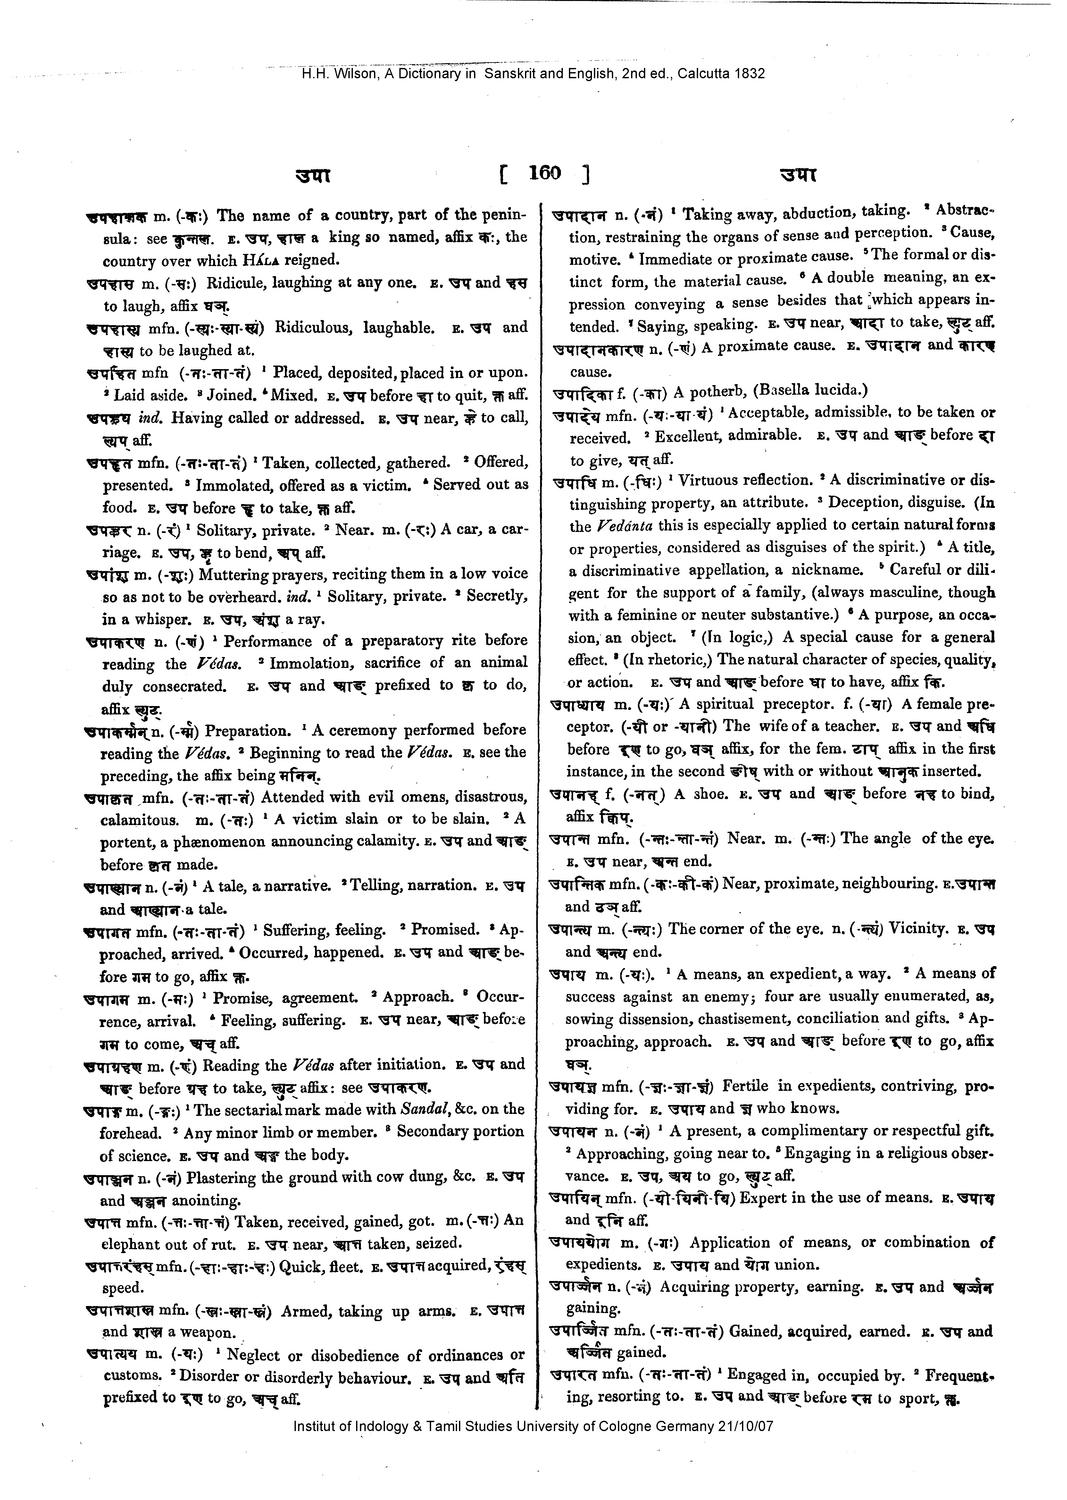 H.H. Wilson, A Dictionary in Sanskrit and English, 2nd ed., Calcutta 1832
उपा [ 160 ] उपा
उपहालक m. (-कः) The name of a country, part of the penin-
sula: see कुन्तल. E. उप, हाल a king so named, affix कः, the
country over which HÁLA reigned.
उपहास m. (-सः) Ridicule, laughing at any one. E. उप and हस
to laugh, affix घञ्.
उपहास्य mfn. (-स्यः-स्या-स्यं) Ridiculous, laughable. E. उप and
हास्य to be laughed at.
उपहित mfn (-तः-ता-तं) ¹ Placed, deposited, placed in or upon.
² Laid aside. ³ Joined. ⁴ Mixed. E. उप before हा to quit, क्त aff.
उपहूय ind. Having called or addressed. E. उप near, ह्वे to call,
ल्यप् aff.
उपहृत mfn. (-तः-ता-तं) ¹ Taken, collected, gathered. ² Offered,
presented. ³ Immolated, offered as a victim. ⁴ Served out as
food. E. उप before हृ to take, क्त aff.
उपह्वर n. (-रं) ¹ Solitary, private. ² Near. m. (-रः) A car, a car-
riage. E. उप, ह्वृ to bend, अप् aff.
उपांशु m. (-शुः) Muttering prayers, reciting them in a low voice
so as not to be overheard. ind. ¹ Solitary, private. ² Secretly,
in a whisper. E. उप, अंशु a ray.
उपाकरण n. (-णं) ¹ Performance of a preparatory rite before
reading the Védas. ² Immolation, sacrifice of an animal
duly consecrated. E. उप and आङ् prefixed to कृ to do,
affix ल्युट्.
उपाकर्म्मन् n. (-र्म्म) Preparation. ¹ A ceremony performed before
reading the Védas. ² Beginning to read the Védas. E. see the
preceding, the affix being मनिन्.
उपाकृत mfn. (-तः-ता-तं) Attended with evil omens, disastrous,
calamitous. m. (-तः) ¹ A victim slain or to be slain. ² A
portent, a phænomenon announcing calamity. E. उप and आङ्
before कृत made.
उपाख्यान n. (-नं) ¹ A tale, a narrative. ² Telling, narration. E. उप
and आख्यान a tale.
उपागत mfn. (-तः-ता-तं) ¹ Suffering, feeling. ² Promised. ³ Ap-
proached, arrived. ⁴ Occurred, happened. E. उप and आङ् be-
fore गम to go, affix क्त.
उपागम m. (-मः) ¹ Promise, agreement. ² Approach. ³ Occur-
rence, arrival. ⁴ Feeling, suffering. E. उप near, आङ् before
गम to come, अच् aff.
उपाग्रहण m. (-णं) Reading the Védas after initiation. E. उप and
आङ् before ग्रह to take, ल्युट् affix: see उपाकरण.
उपाङ्ग m. (-ङ्गः) ¹ The sectarial mark made with Sandal, &c. on the
forehead. ² Any minor limb or member. ³ Secondary portion
of science. E. उप and अङ्ग the body.
उपाञ्जन n. (-नं) Plastering the ground with cow dung, &c. E. उप
and अञ्जन anointing.
उपात्त mfn. (-त्तः-त्ता-त्तं) Taken, received, gained, got. m. (-त्तः) An
elephant out of rut. E. उप near, आत्त taken, seized.
उपात्तरंहस् mfn. (-हाः-हाः-हः) Quick, fleet. E. उपात्त acquired, रंहस्
speed.
उपात्तशस्त्र mfn. (-स्त्रः-स्त्रा-स्त्रं) Armed, taking up arms. E. उपात्त
and शस्त्र a weapon.
उपात्यय m. (-यः) ¹ Neglect or disobedience of ordinances or
customs. ² Disorder or disorderly behaviour. E. उप and अति
prefixed to इण to go, अच् aff.
उपादान n. (-नं) ¹ Taking away, abduction, taking. ² Abstrac-
tion, restraining the organs of sense and perception. ³ Cause,
motive. ⁴ Immediate or proximate cause. ⁵ The formal or dis-
tinct form, the material cause. ⁶ A double meaning, an ex-
pression conveying a sense besides that which appears in-
tended. ⁷ Saying, speaking. E. उप near, आदा to take, ल्युट् aff.
उपादानकारण n. (-णं) A proximate cause. E. उपादान and कारण
cause.
उपादिका f. (-का) A potherb, (Basella lucida.)
उपादेय mfn. (-यः-या-यं) ¹ Acceptable, admissible, to be taken or
received. ² Excellent, admirable. E. उप and आङ् before दा
to give, यत् aff.
उपाधि m. (-धिः) ¹ Virtuous reflection. ² A discriminative or dis-
tinguishing property, an attribute. ³ Deception, disguise. (In
the Vedánta this is especially applied to certain natural forms
or properties, considered as disguises of the spirit.) ⁴ A title,
a discriminative appellation, a nickname. ⁵ Careful or dili-
gent for the support of a family, (always masculine, though
with a feminine or neuter substantive.) ⁶ A purpose, an occa-
sion, an object. ⁷ (In logic,) A special cause for a general
effect. ⁸ (In rhetoric,) The natural character of species, quality,
or action. E. उप and आङ् before धा to have, affix कि.
उपाध्याय m. (-यः) A spiritual preceptor. f. (-या) A female pre-
ceptor. (-यी or -यानी) The wife of a teacher. E. उप and अधि
before इण् to go, घञ् affix, for the fem. टाप् affix in the first
instance, in the second ङीप् with or without आनुक inserted.
उपानह् f. (-नत्) A shoe. E. उप and आङ् before नह to bind,
affix क्विप्.
उपान्त mfn. (-न्तः-न्ता-न्तं) Near. m. (-न्तः) The angle of the eye.
E. उप near, अन्त end.
उपान्तिक mfn. (-कः-की-कं) Near, proximate, neighbouring. E. उपान्त
and ठञ् aff.
उपान्त्य m. (-न्त्यः) The corner of the eye. n. (-न्त्यं) Vicinity. E. उप
and अन्त्य end.
उपाय m. (-यः). ¹ A means, an expedient, a way. ² A means of
success against an enemy; four are usually enumerated, as,
sowing dissension, chastisement, conciliation and gifts. ³ Ap-
proaching, approach. E. उप and आङ् before इण to go, affix
घञ्.
उपायज्ञ mfn. (-ज्ञः-ज्ञा-ज्ञं) Fertile in expedients, contriving, pro-
viding for. E. उपाय and ज्ञ who knows.
उपायन n. (-नं) ¹ A present, a complimentary or respectful gift.
² Approaching, going near to. ³ Engaging in a religious obser-
vance. E. उप, अय to go, ल्युट् aff.
उपायिन् mfn. (-यी-यिनी-यि) Expert in the use of means. E. उपाय
and इनि aff.
उपाययोग m. (-गः) Application of means, or combination of
expedients. E. उपाय and योग union.
उपार्ज्जन n. (-नं) Acquiring property, earning. E. उप and अर्ज्जन
gaining.
उपार्ज्जित mfn. (-तः-ता-तं) Gained, acquired, earned. E. उप and
अर्ज्जित gained.
उपारत mfn. (-तः-ता-तं) ¹ Engaged in, occupied by. ² Frequent-
ing, resorting to. E. उप and आङ् before रम to sport, क्त.
Institut of Indology & Tamil Studies University of Cologne Germany 21/10/07